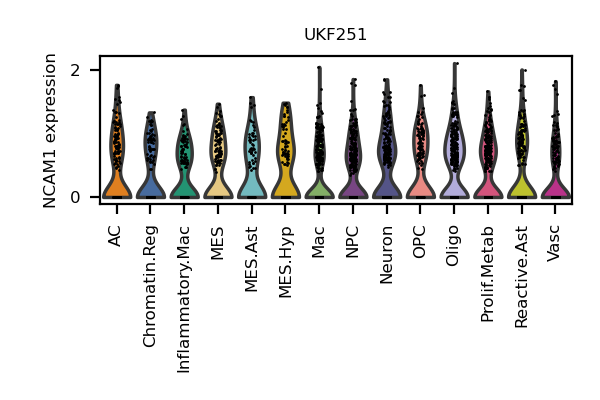 UKF251
NCAM1 expression
2
0
AC
Chromatin.Reg
Inflammatory.Mac
MES
MES.Ast
MES.Hyp
Mac
NPC
Neuron
OPC
Oligo
Prolif.Metab
Reactive.Ast
Vasc